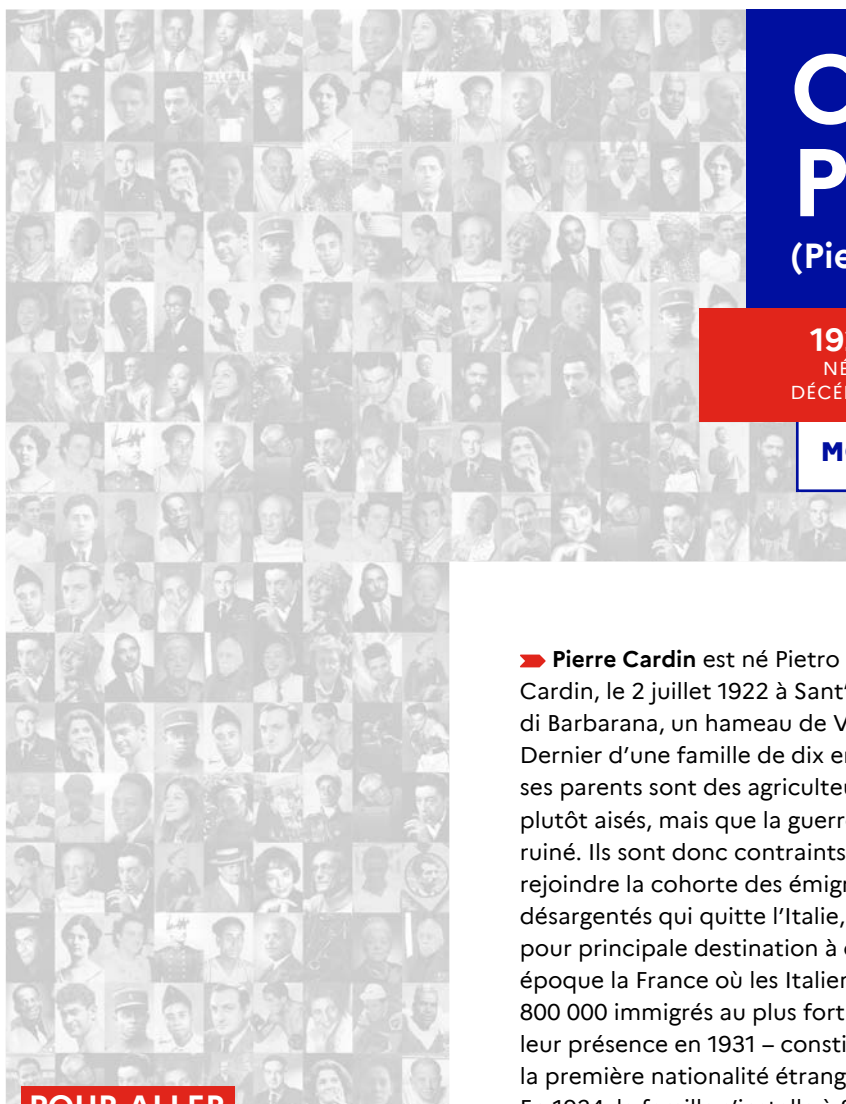 C
P
(Pie
19
NÉ
DÉCÉ
M
Pierre Cardin est né Pietro
Cardin, le 2 juillet 1922 à Sant'
di Barbarana, un hameau de V
Dernier d'une famille de dix en
ses parents sont des agriculteu
plutôt aisés, mais que la guerr
ruiné. Ils sont donc contraints
rejoindre la cohorte des émigr
désargentés qui quitte l'Italie,
pour principale destination à
époque la France où les Italien
800 000 immigrés au plus fort
leur présence en 1931 – consti
la première nationalité étrang
POUR ALLER